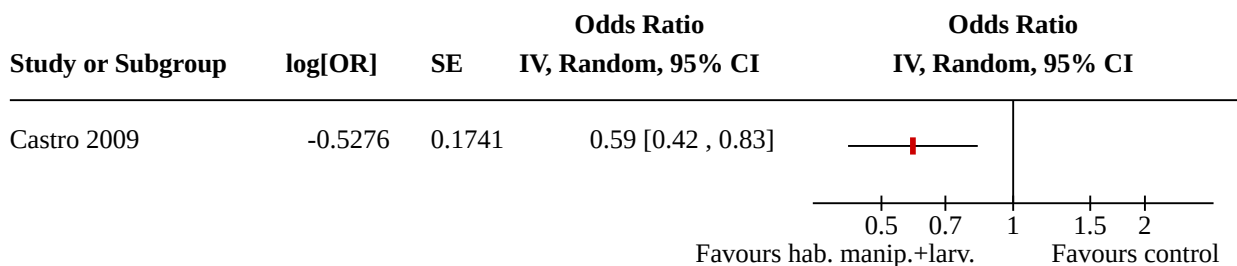 Odds Ratio Odds Ratio
Study or Subgroup log[OR] SE IV, Random, 95% CI IV, Random, 95% CI
Castro 2009 -0.5276 0.1741 0.59 [0.42 , 0.83]
0.5 0.7 1 1.5 2
Favours hab. manip.+larv. Favours control